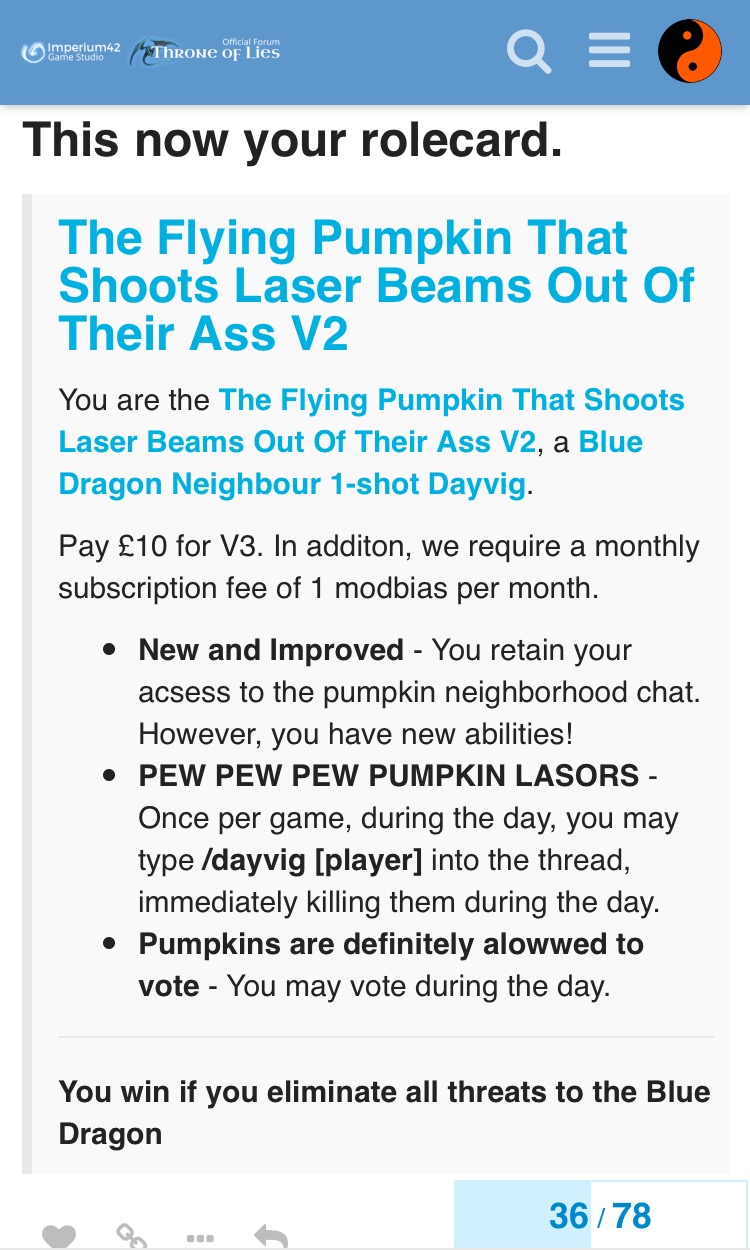 Imperium42
Game Studio
Official Forum
Throne of Lies
This now your rolecard.
The Flying Pumpkin That
Shoots Laser Beams Out Of
Their Ass V2
You are the The Flying Pumpkin That Shoots
Laser Beams Out Of Their Ass V2, a Blue
Dragon Neighbour 1-shot Dayvig.
Pay £10 for V3. In additon, we require a monthly
subscription fee of 1 modbias per month.
• New and Improved - You retain your
acsess to the pumpkin neighborhood chat.
However, you have new abilities!
• PEW PEW PEW PUMPKIN LASORS -
Once per game, during the day, you may
type /dayvig [player] into the thread,
immediately killing them during the day.
• Pumpkins are definitely alowwed to
vote - You may vote during the day.
You win if you eliminate all threats to the Blue
Dragon
36 / 78